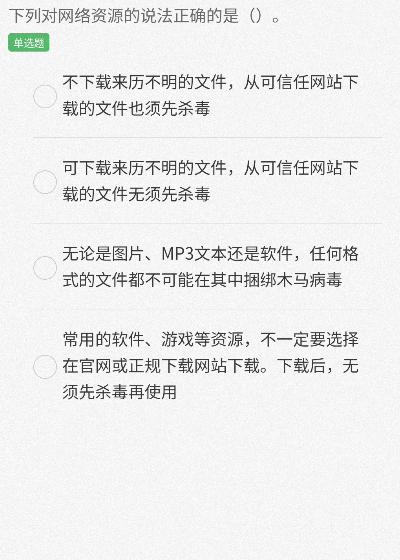 下列对网络资源的说法正确的是（）。
单选题
不下载来历不明的文件，从可信任网站下
载的文件也须先杀毒
可下载来历不明的文件，从可信任网站下
载的文件无须先杀毒
无论是图片、MP3文本还是软件，任何格
式的文件都不可能在其中捆绑木马病毒
常用的软件、游戏等资源，不一定要选择
在官网或正规下载网站下载。下载后，无
须先杀毒再使用